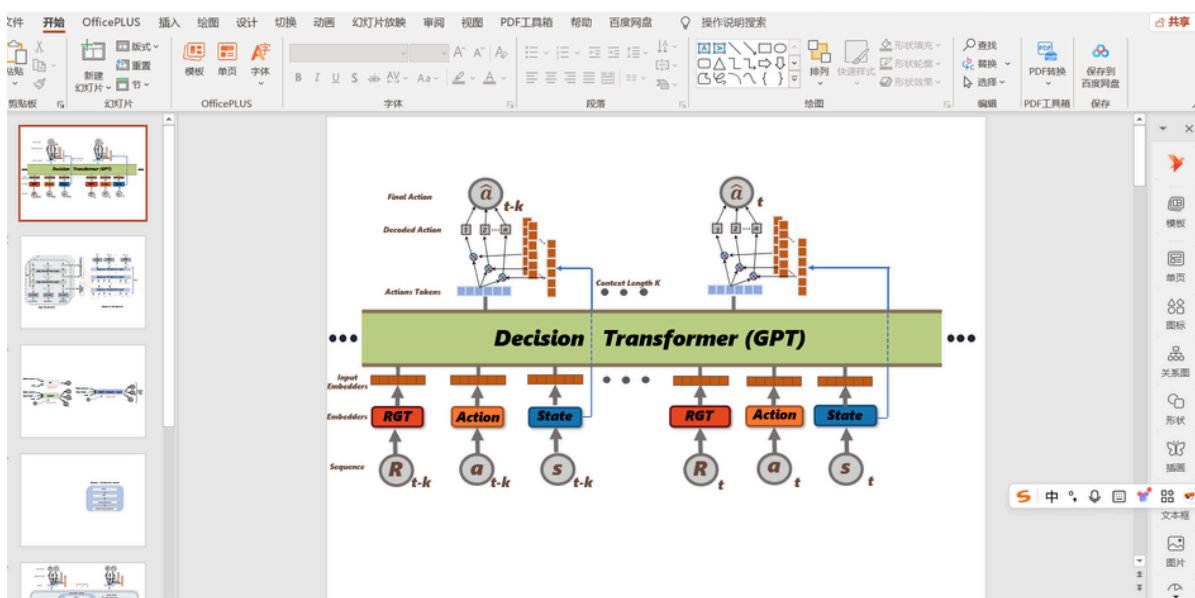 文件 开始 OfficePLUS 插入 绘图 设计 切换 动画 幻灯片放映 审阅 视图 PDF工具箱 帮助 百度网盘 操作说明搜索 共享
粘贴 新建 幻灯片 版式 重置 节 模板 单页 字体 B I U S ab AV Aa A A A A 排列 快速样式 形状填充 形状轮廓 形状效果 查找 替换 选择 PDF转换 保存到 百度网盘
剪贴板 幻灯片 OfficePLUS 字体 段落 绘图 编辑 PDF工具箱 保存
Decision Transformer (GPT)
Final Action â t-k â t
Decoded Action 1 2 n 1 2 n
Actions Tokens Context Length K
Decision Transformer (GPT)
Input
Embedders
Embedders RGT Action State RGT Action State
Sequence R t-k a t-k s t-k R t a t s t
模板
单页
图标
关系图
形状
插画
中
文本框
图片